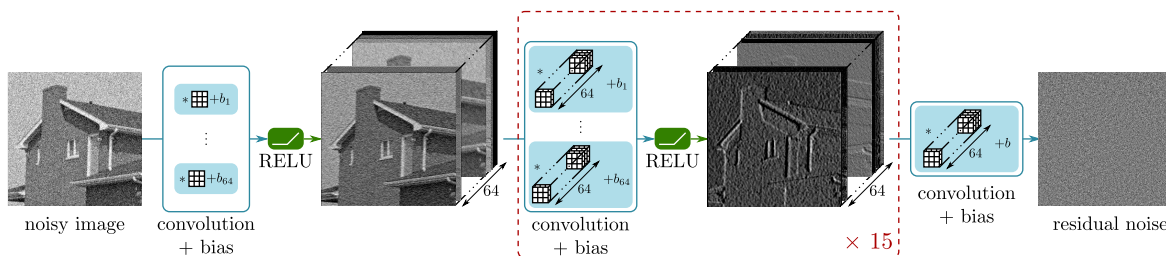 noisy image
* +b₁
⋮
* +b₆₄
convolution
+ bias
RELU
64
* 64 +b₁
⋮
* 64 +b₆₄
convolution
+ bias
RELU
64
× 15
* 64 +b
convolution
+ bias
residual noise